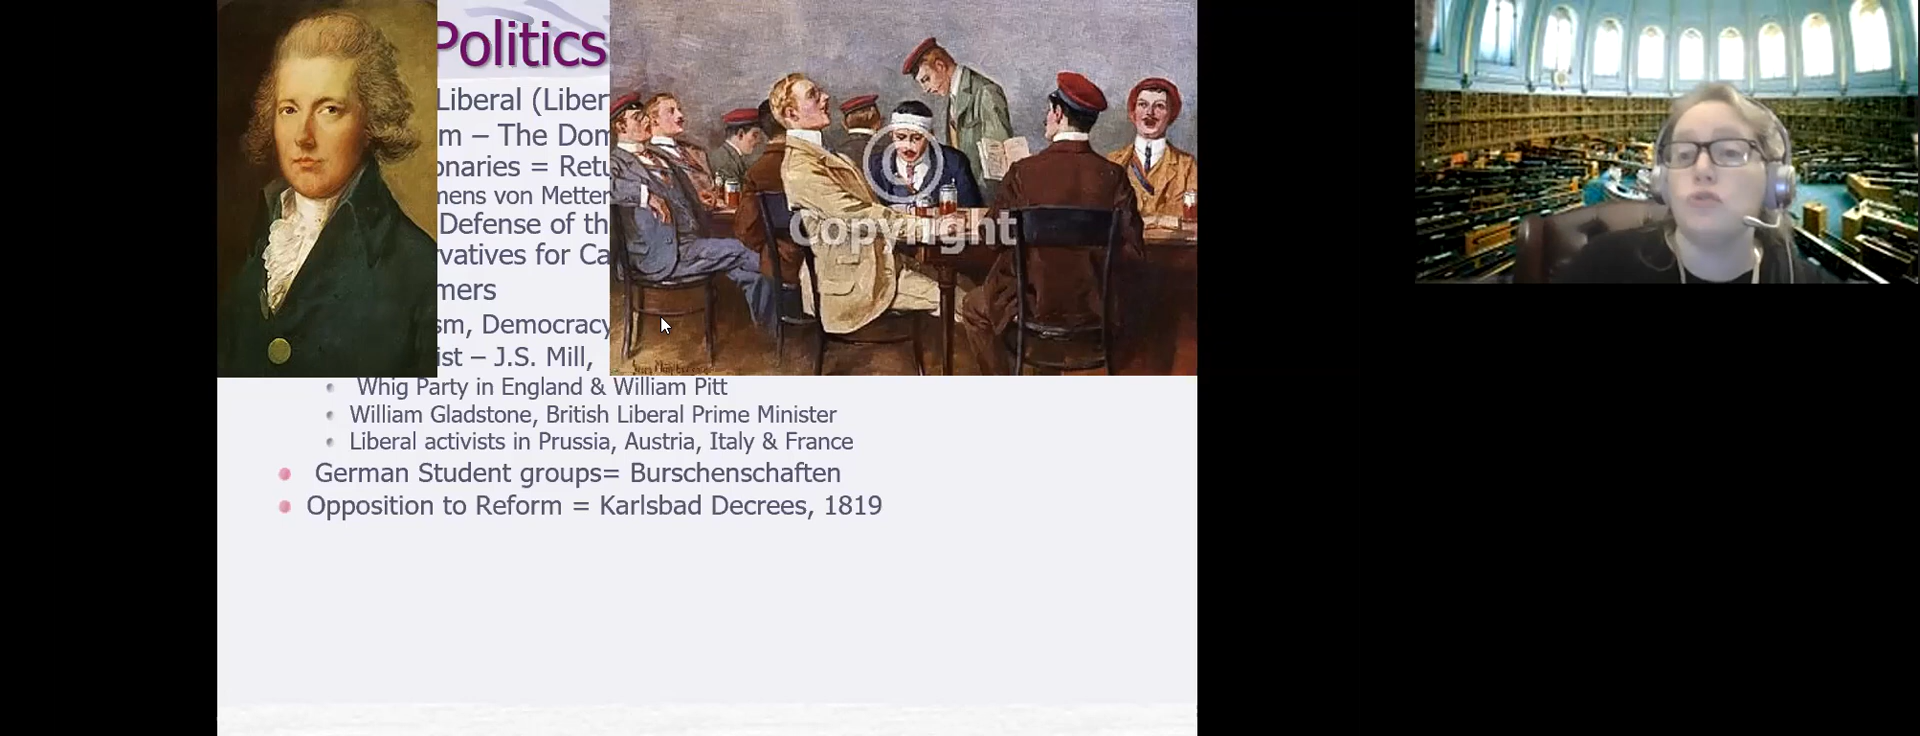 Politics
Liberal (Liber
m – The Dom
onaries = Retu
mens von Metter
Defense of th
vatives for Ca
mers
sm, Democracy
ist – J.S. Mill,
Whig Party in England & William Pitt
William Gladstone, British Liberal Prime Minister
Liberal activists in Prussia, Austria, Italy & France
German Student groups= Burschenschaften
Opposition to Reform = Karlsbad Decrees, 1819
©
Copyright